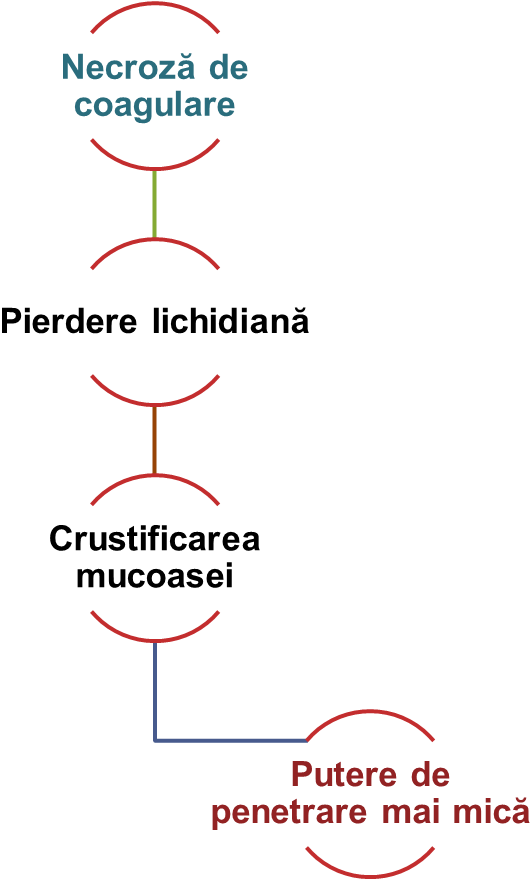 Necroză de
coagulare
Pierdere lichidiană
Crustificarea
mucoasei
Putere de
penetrare mai mică